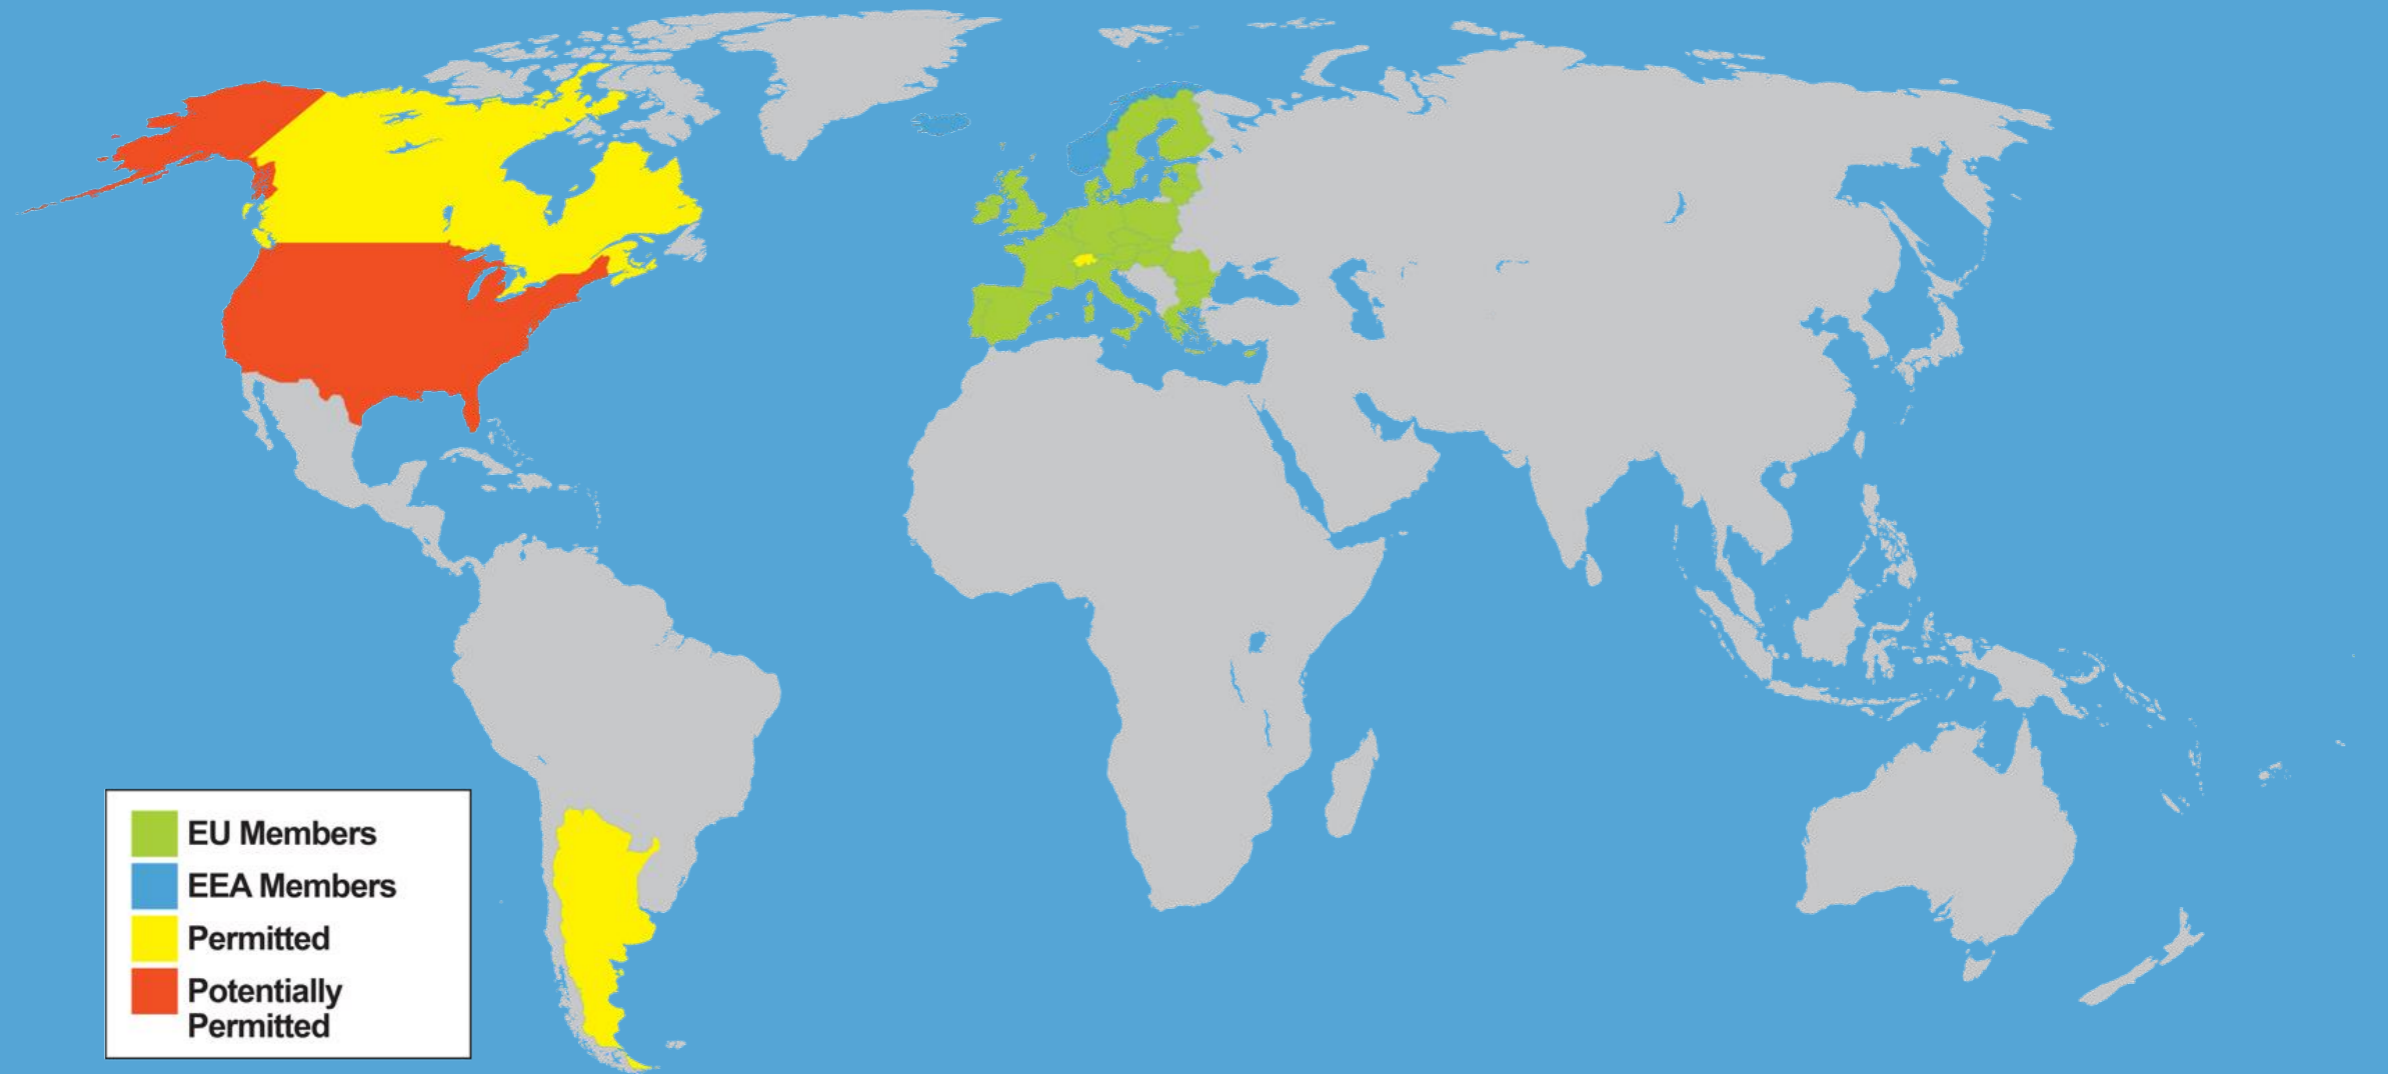 EU Members
EEA Members
Permitted
Potentially
Permitted